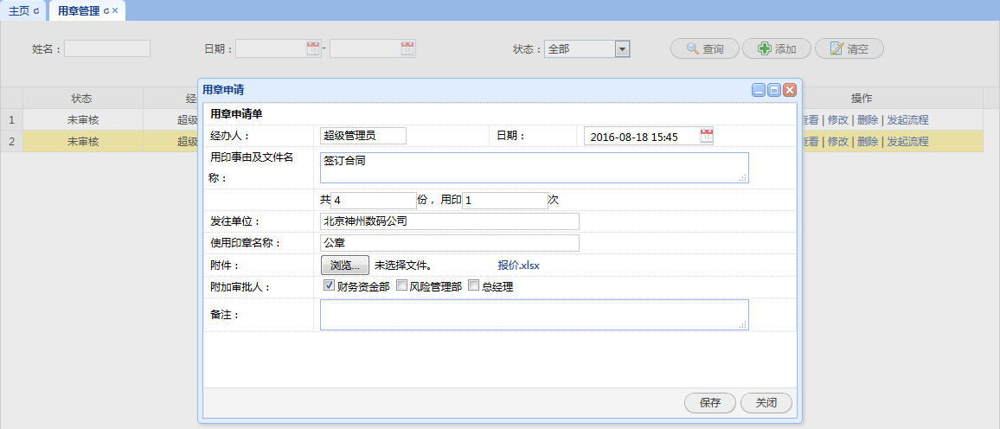 主页 用章管理
姓名： 日期： - 状态： 全部 查询 添加 清空
状态 经 操作
1 未审核 超级 查看 | 修改 | 删除 | 发起流程
2 未审核 超级 查看 | 修改 | 删除 | 发起流程
用章申请
用章申请单
经办人： 超级管理员 日期： 2016-08-18 15:45
用印事由及文件名
称： 签订合同
共 4 份， 用印 1 次
发往单位： 北京神州数码公司
使用印章名称： 公章
附件： 浏览... 未选择文件。 报价.xlsx
附加审批人： 财务资金部 风险管理部 总经理
备注：
保存 关闭